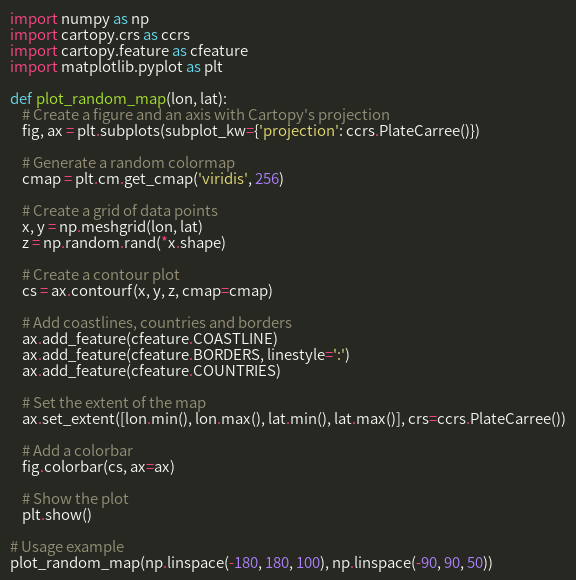 import numpy as np
import cartopy.crs as ccrs
import cartopy.feature as cfeature
import matplotlib.pyplot as plt

def plot_random_map(lon, lat):
    # Create a figure and an axis with Cartopy's projection
    fig, ax = plt.subplots(subplot_kw={'projection': ccrs.PlateCarree()})

    # Generate a random colormap
    cmap = plt.cm.get_cmap('viridis', 256)

    # Create a grid of data points
    x, y = np.meshgrid(lon, lat)
    z = np.random.rand(*x.shape)

    # Create a contour plot
    cs = ax.contourf(x, y, z, cmap=cmap)

    # Add coastlines, countries and borders
    ax.add_feature(cfeature.COASTLINE)
    ax.add_feature(cfeature.BORDERS, linestyle=':')
    ax.add_feature(cfeature.COUNTRIES)

    # Set the extent of the map
    ax.set_extent([lon.min(), lon.max(), lat.min(), lat.max()], crs=ccrs.PlateCarree())

    # Add a colorbar
    fig.colorbar(cs, ax=ax)

    # Show the plot
    plt.show()

# Usage example
plot_random_map(np.linspace(-180, 180, 100), np.linspace(-90, 90, 50))